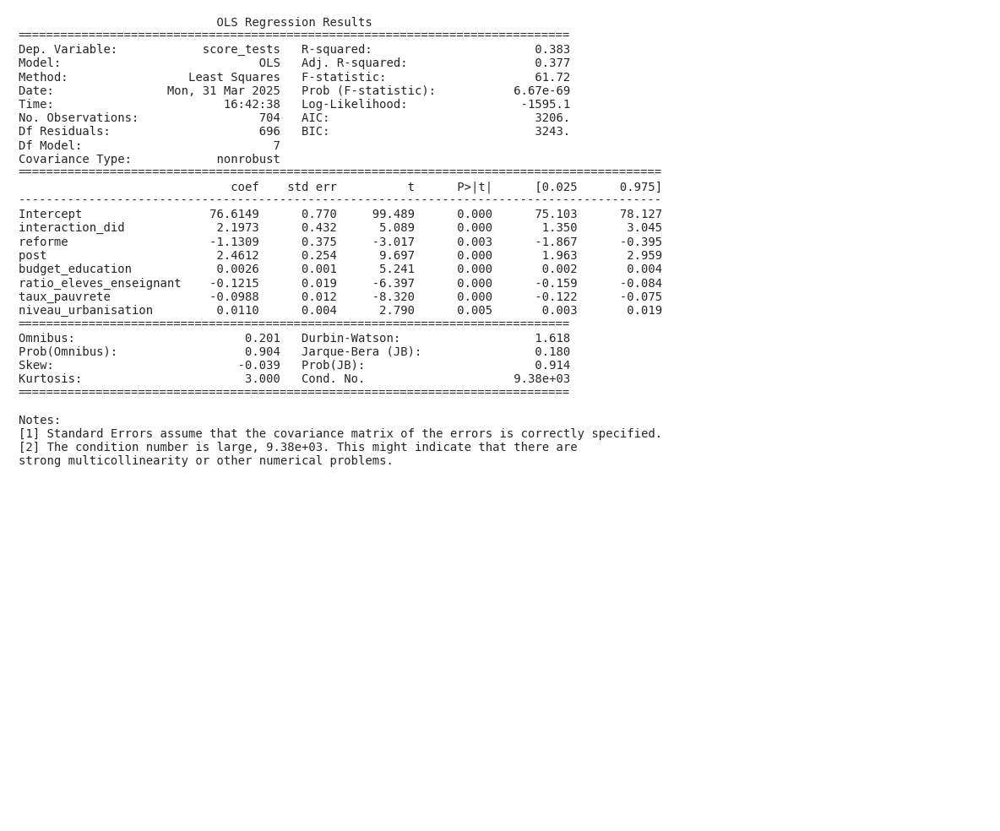 OLS Regression Results
==============================================================================
Dep. Variable:            score_tests   R-squared:                       0.383
Model:                            OLS   Adj. R-squared:                  0.377
Method:                 Least Squares   F-statistic:                     61.72
Date:                Mon, 31 Mar 2025   Prob (F-statistic):           6.67e-69
Time:                        16:42:38   Log-Likelihood:                -1595.1
No. Observations:                 704   AIC:                             3206.
Df Residuals:                     696   BIC:                             3243.
Df Model:                           7
Covariance Type:            nonrobust
===========================================================================================
                              coef    std err          t      P>|t|      [0.025      0.975]
-------------------------------------------------------------------------------------------
Intercept                  76.6149      0.770     99.489      0.000      75.103      78.127
interaction_did             2.1973      0.432      5.089      0.000       1.350       3.045
reforme                    -1.1309      0.375     -3.017      0.003      -1.867      -0.395
post                        2.4612      0.254      9.697      0.000       1.963       2.959
budget_education            0.0026      0.001      5.241      0.000       0.002       0.004
ratio_eleves_enseignant    -0.1215      0.019     -6.397      0.000      -0.159      -0.084
taux_pauvrete              -0.0988      0.012     -8.320      0.000      -0.122      -0.075
niveau_urbanisation         0.0110      0.004      2.790      0.005       0.003       0.019
==============================================================================
Omnibus:                        0.201   Durbin-Watson:                   1.618
Prob(Omnibus):                  0.904   Jarque-Bera (JB):                0.180
Skew:                          -0.039   Prob(JB):                        0.914
Kurtosis:                       3.000   Cond. No.                     9.38e+03
==============================================================================
Notes:
[1] Standard Errors assume that the covariance matrix of the errors is correctly specified.
[2] The condition number is large, 9.38e+03. This might indicate that there are
strong multicollinearity or other numerical problems.